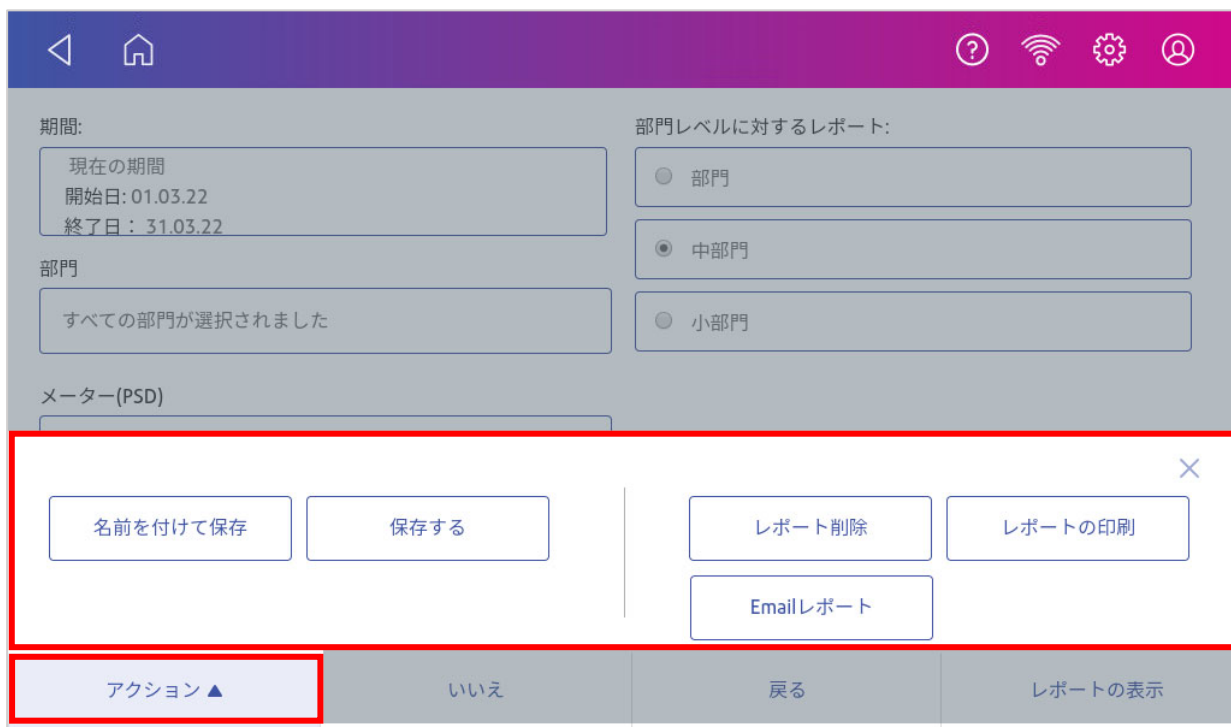 期間:
現在の期間
開始日: 01.03.22
終了日： 31.03.22
部門
すべての部門が選択されました
メーター(PSD)
部門レベルに対するレポート:
部門
中部門
小部門
名前を付けて保存
保存する
レポート削除
レポートの印刷
Emailレポート
アクション ▲
いいえ
戻る
レポートの表示